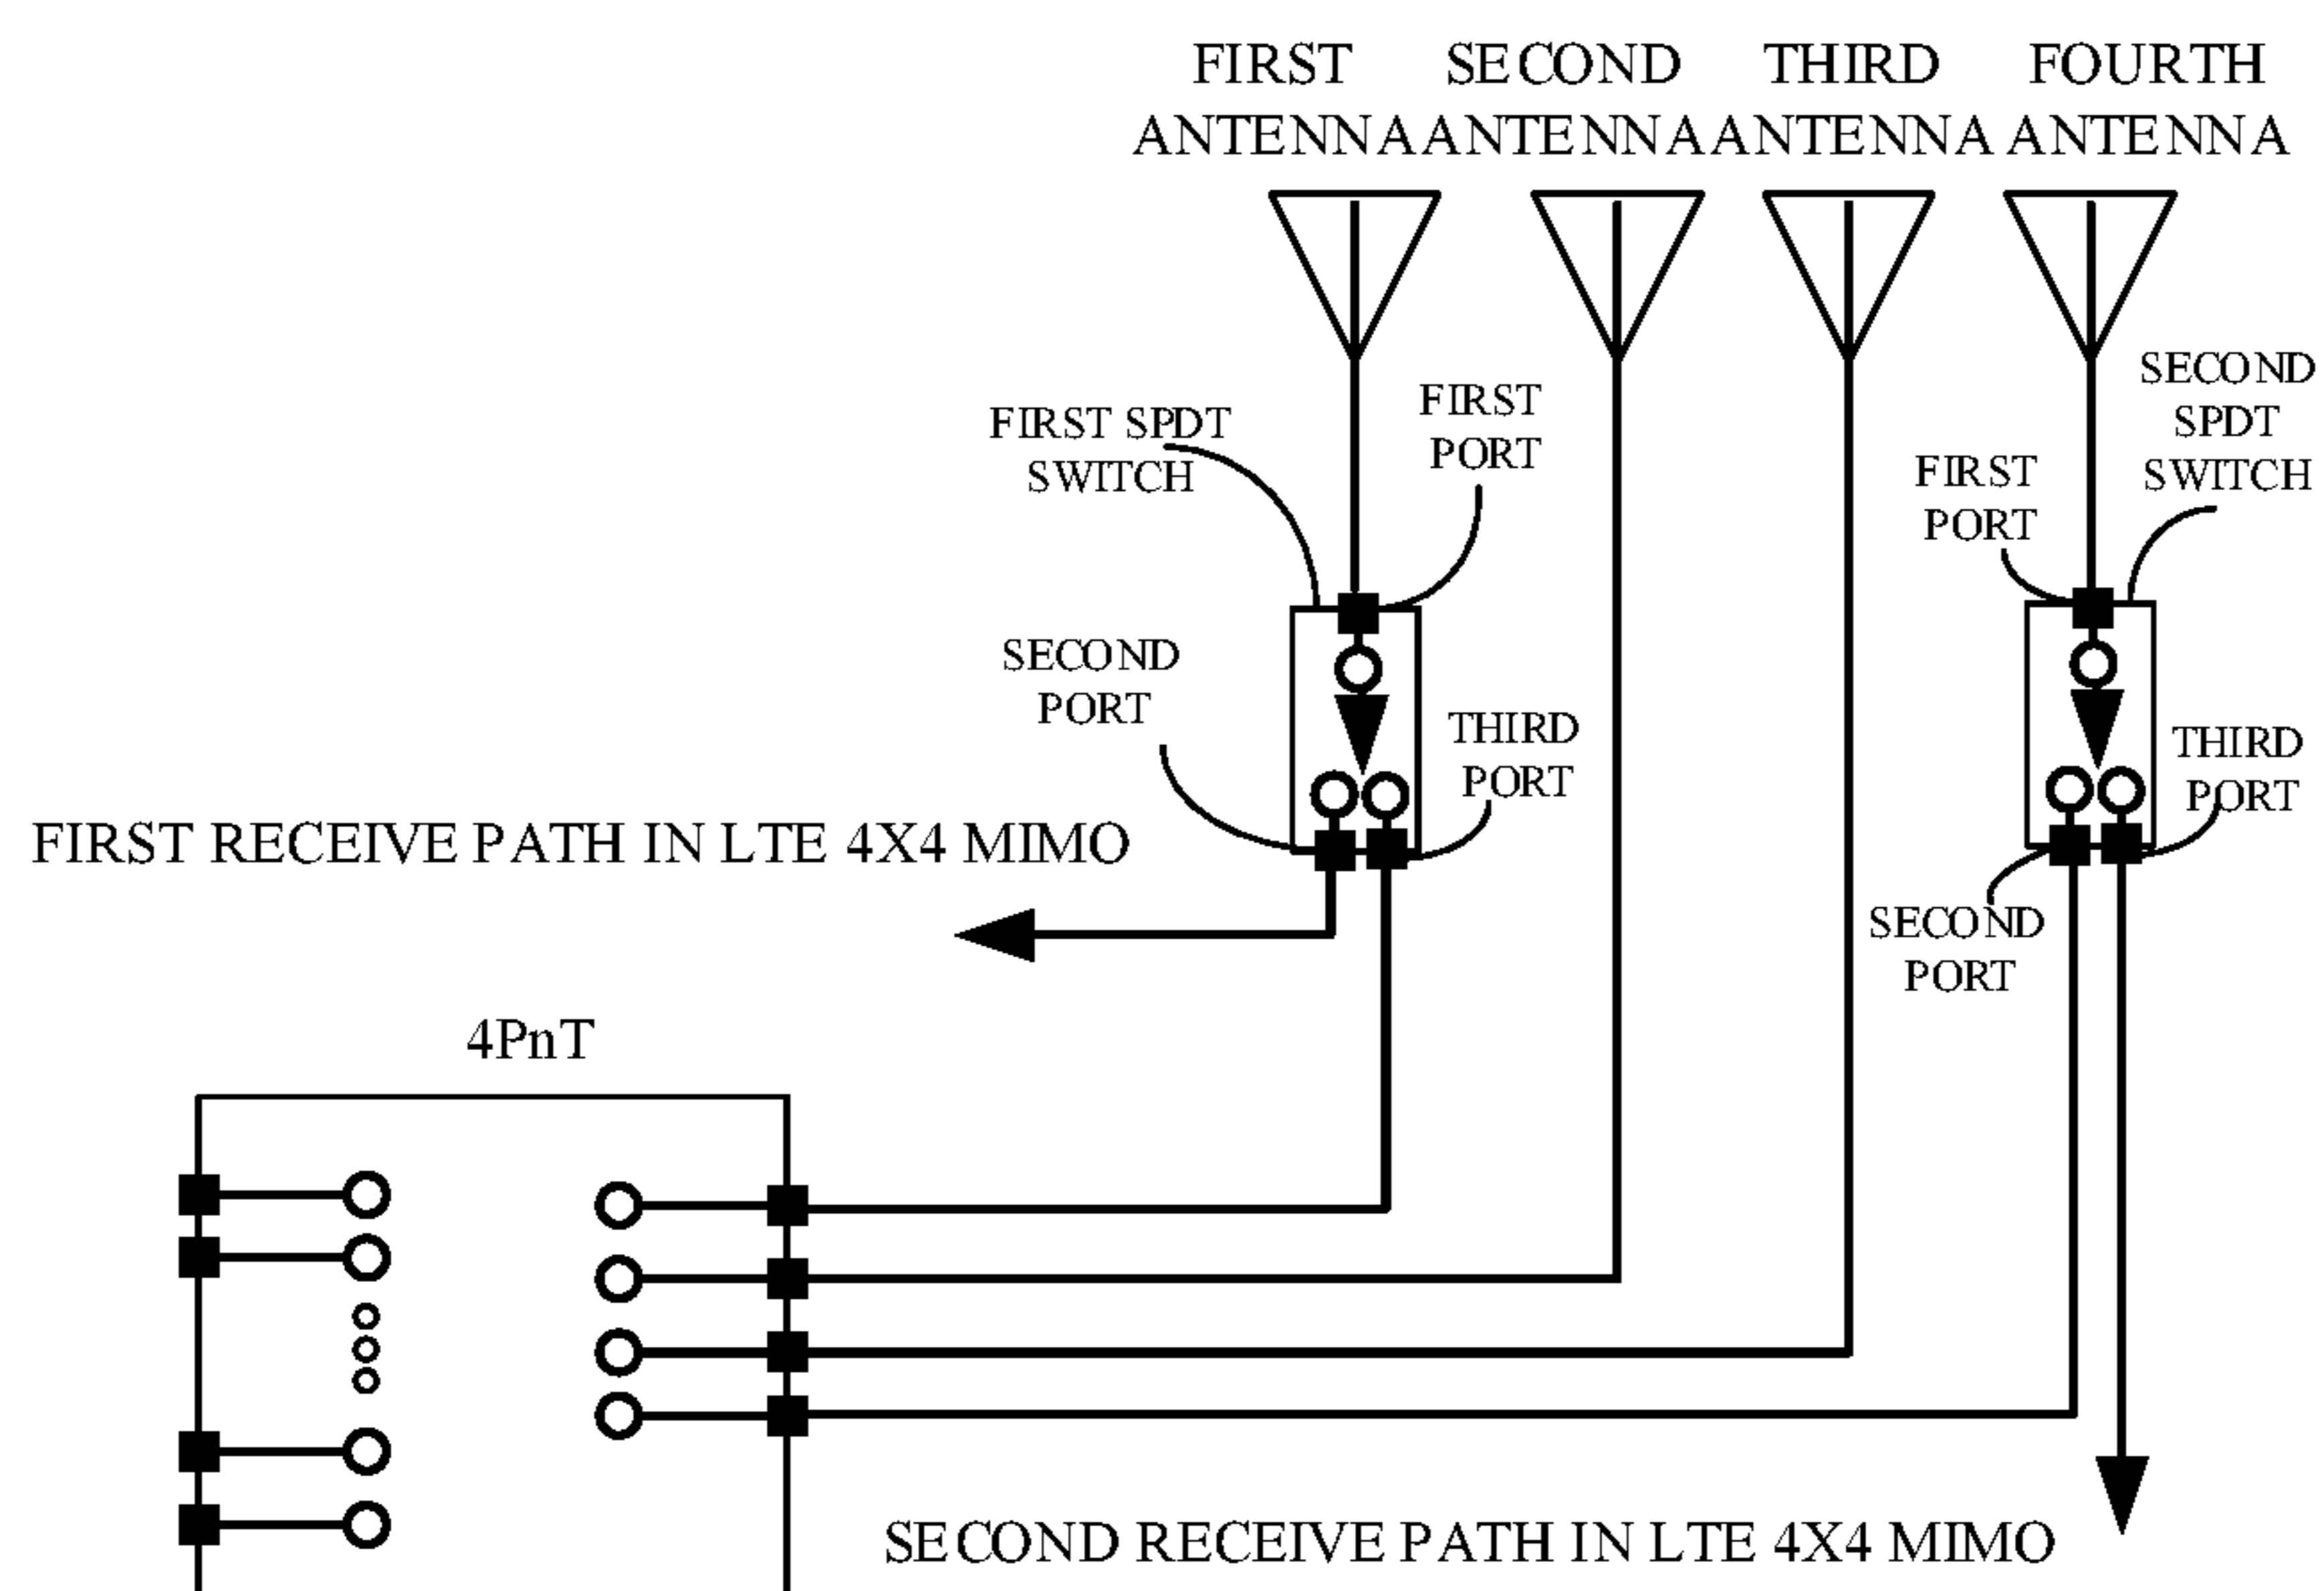 FIRST
ANTENNA
SECOND
ANTENNA
THIRD
ANTENNA
FOURTH
ANTENNA
FIRST SPDT
SWITCH
FIRST
PORT
SECOND
SPDT
SWITCH
FIRST
PORT
SECOND
PORT
THIRD
PORT
THIRD
PORT
FIRST RECEIVE PATH IN LTE 4X4 MIMO
SECOND
PORT
4PnT
SECOND RECEIVE PATH IN LTE 4X4 MIMO